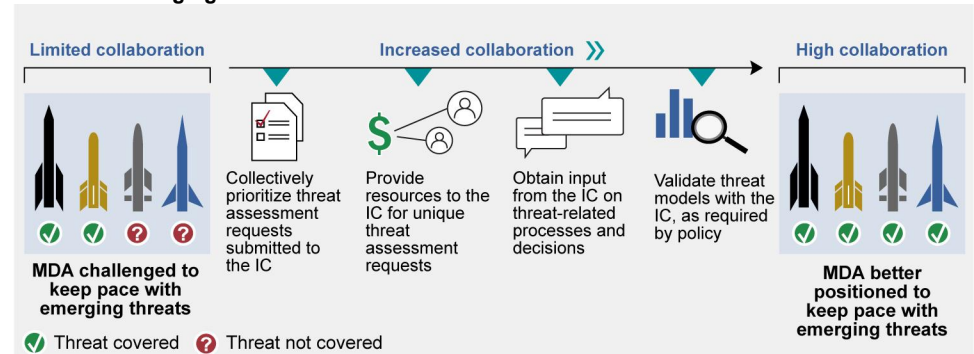 Limited collaboration
Increased collaboration
High collaboration
Collectively
prioritize threat
assessment
requests
submitted to
the IC
$
Provide
resources to the
IC for unique
threat
assessment
requests
Obtain input
from the IC on
threat-related
processes and
decisions
Validate threat
models with the
IC, as required
by policy
? ?
MDA challenged to
keep pace with
emerging threats
MDA better
positioned to
keep pace with
emerging threats
Threat covered ? Threat not covered